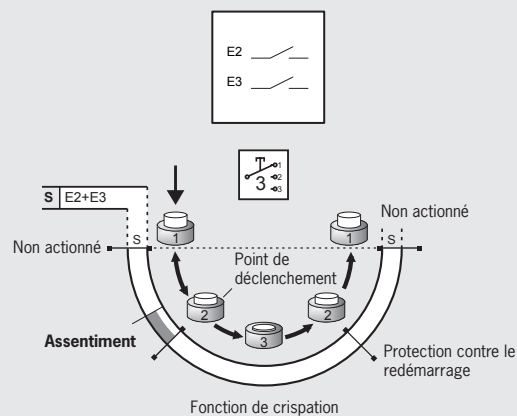 E2
E3
1
2
3
3
S E2+E3
S
1
1
S
Non actionné
Non actionné
Point de
déclenchement
2
2
3
Assentiment
Protection contre le
redémarrage
Fonction de crispation